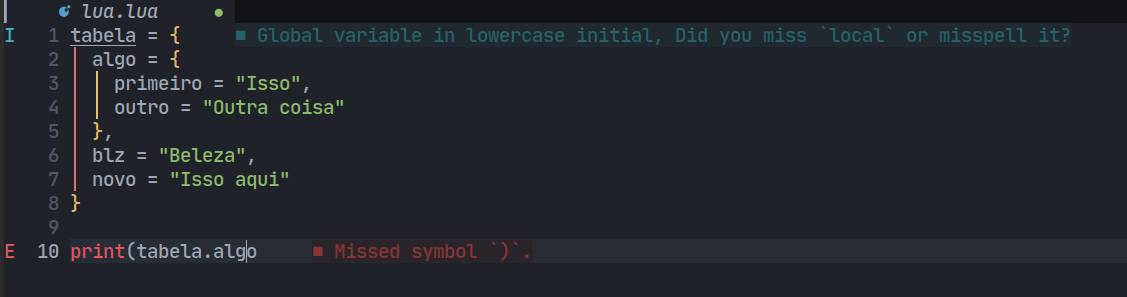 lua.lua
I 1 tabela = { ■ Global variable in lowercase initial, Did you miss `local` or misspell it?
2 algo = {
3 primeiro = "Isso",
4 outro = "Outra coisa"
5 },
6 blz = "Beleza",
7 novo = "Isso aqui"
8 }
9
E 10 print(tabela.algo ■ Missed symbol `)`.